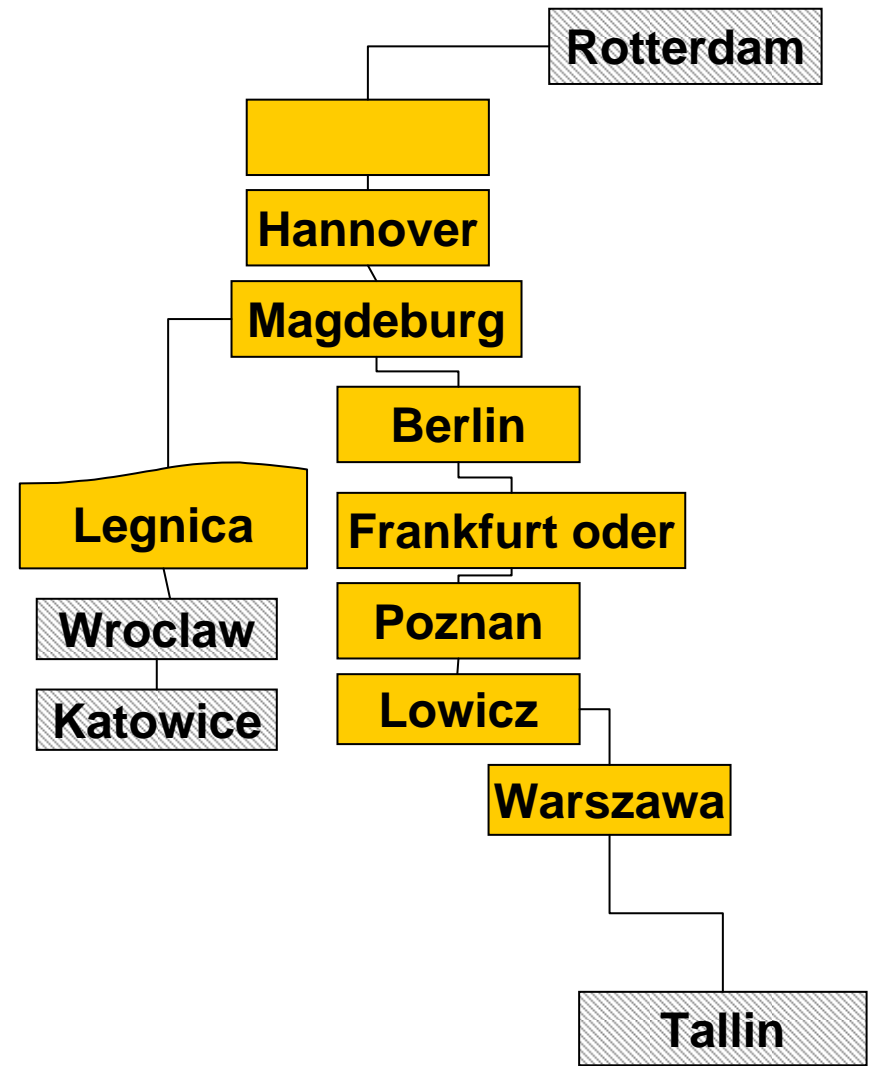 Rotterdam
Hannover
Magdeburg
Berlin
Legnica
Frankfurt oder
Wroclaw
Poznan
Katowice
Lowicz
Warszawa
Tallin